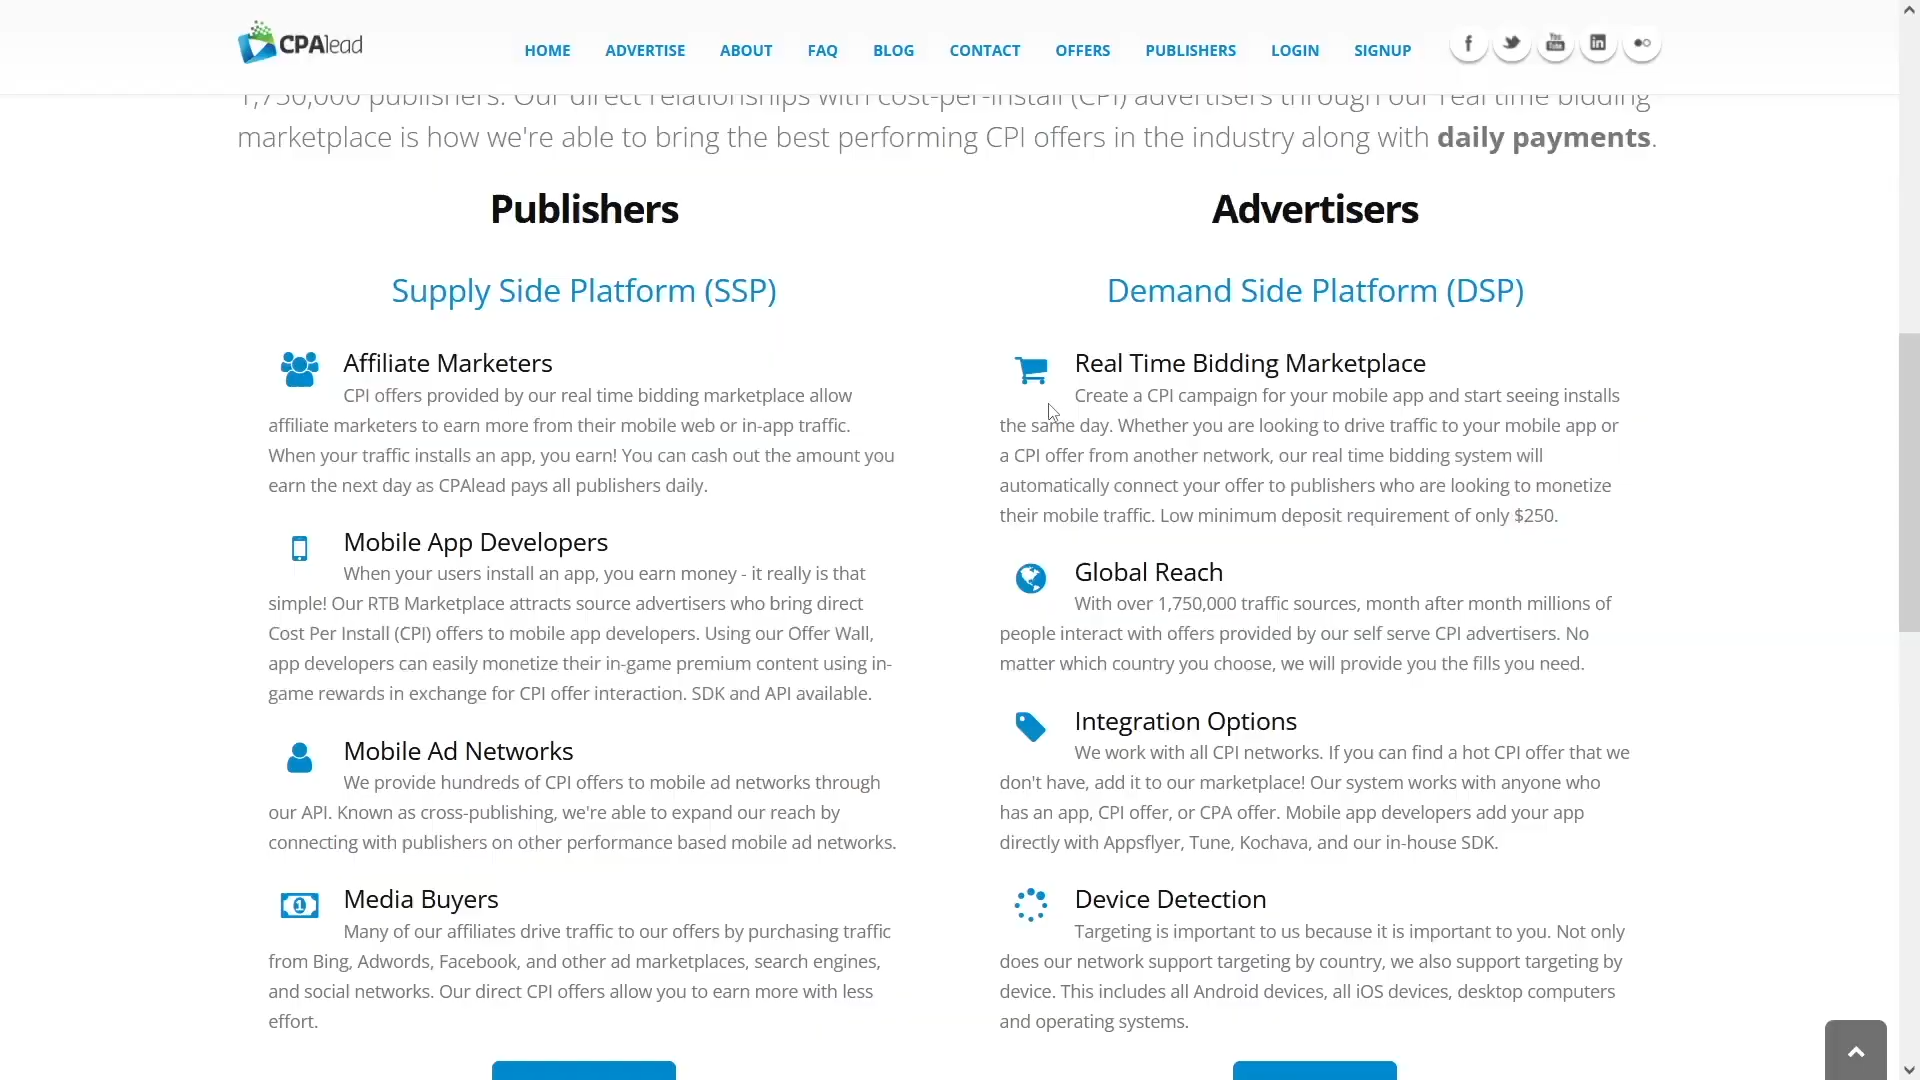 CPAlead
HOME ADVERTISE ABOUT FAQ BLOG CONTACT OFFERS PUBLISHERS LOGIN SIGNUP
1,750,000 publishers. Our direct relationships with cost-per-install (CPI) advertisers through our real time bidding
marketplace is how we're able to bring the best performing CPI offers in the industry along with daily payments.
Publishers
Supply Side Platform (SSP)
Affiliate Marketers
CPI offers provided by our real time bidding marketplace allow
affiliate marketers to earn more from their mobile web or in-app traffic.
When your traffic installs an app, you earn! You can cash out the amount you
earn the next day as CPAlead pays all publishers daily.
Mobile App Developers
When your users install an app, you earn money - it really is that
simple! Our RTB Marketplace attracts source advertisers who bring direct
Cost Per Install (CPI) offers to mobile app developers. Using our Offer Wall,
app developers can easily monetize their in-game premium content using in-
game rewards in exchange for CPI offer interaction. SDK and API available.
Mobile Ad Networks
We provide hundreds of CPI offers to mobile ad networks through
our API. Known as cross-publishing, we're able to expand our reach by
connecting with publishers on other performance based mobile ad networks.
Media Buyers
Many of our affiliates drive traffic to our offers by purchasing traffic
from Bing, Adwords, Facebook, and other ad marketplaces, search engines,
and social networks. Our direct CPI offers allow you to earn more with less
effort.
Advertisers
Demand Side Platform (DSP)
Real Time Bidding Marketplace
Create a CPI campaign for your mobile app and start seeing installs
the same day. Whether you are looking to drive traffic to your mobile app or
a CPI offer from another network, our real time bidding system will
automatically connect your offer to publishers who are looking to monetize
their mobile traffic. Low minimum deposit requirement of only $250.
Global Reach
With over 1,750,000 traffic sources, month after month millions of
people interact with offers provided by our self serve CPI advertisers. No
matter which country you choose, we will provide you the fills you need.
Integration Options
We work with all CPI networks. If you can find a hot CPI offer that we
don't have, add it to our marketplace! Our system works with anyone who
has an app, CPI offer, or CPA offer. Mobile app developers add your app
directly with Appsflyer, Tune, Kochava, and our in-house SDK.
Device Detection
Targeting is important to us because it is important to you. Not only
does our network support targeting by country, we also support targeting by
device. This includes all Android devices, all iOS devices, desktop computers
and operating systems.